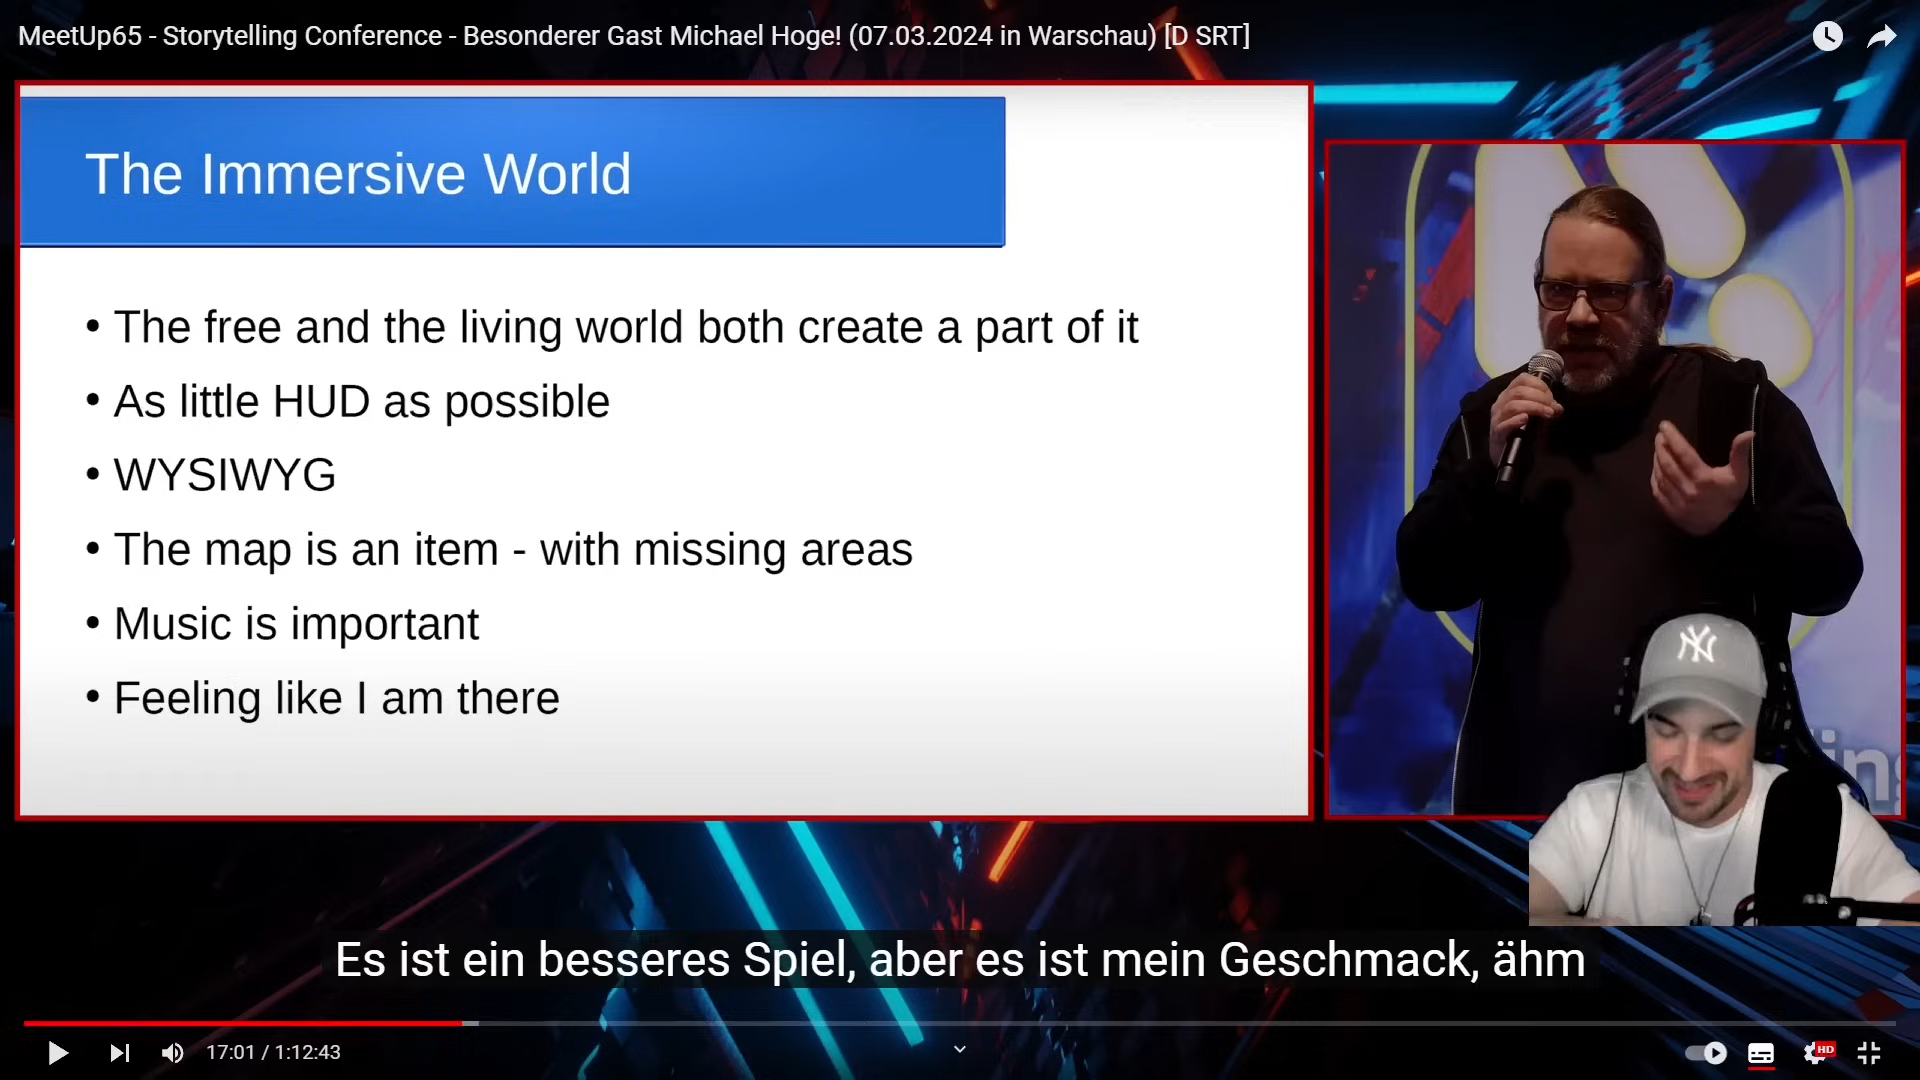 MeetUp65 - Storytelling Conference - Besonderer Gast Michael Hoge! (07.03.2024 in Warschau) [D SRT]
The Immersive World
• The free and the living world both create a part of it
• As little HUD as possible
• WYSIWYG
• The map is an item - with missing areas
• Music is important
• Feeling like I am there
NY
Es ist ein besseres Spiel, aber es ist mein Geschmack, ähm
17:01 / 1:12:43
HD